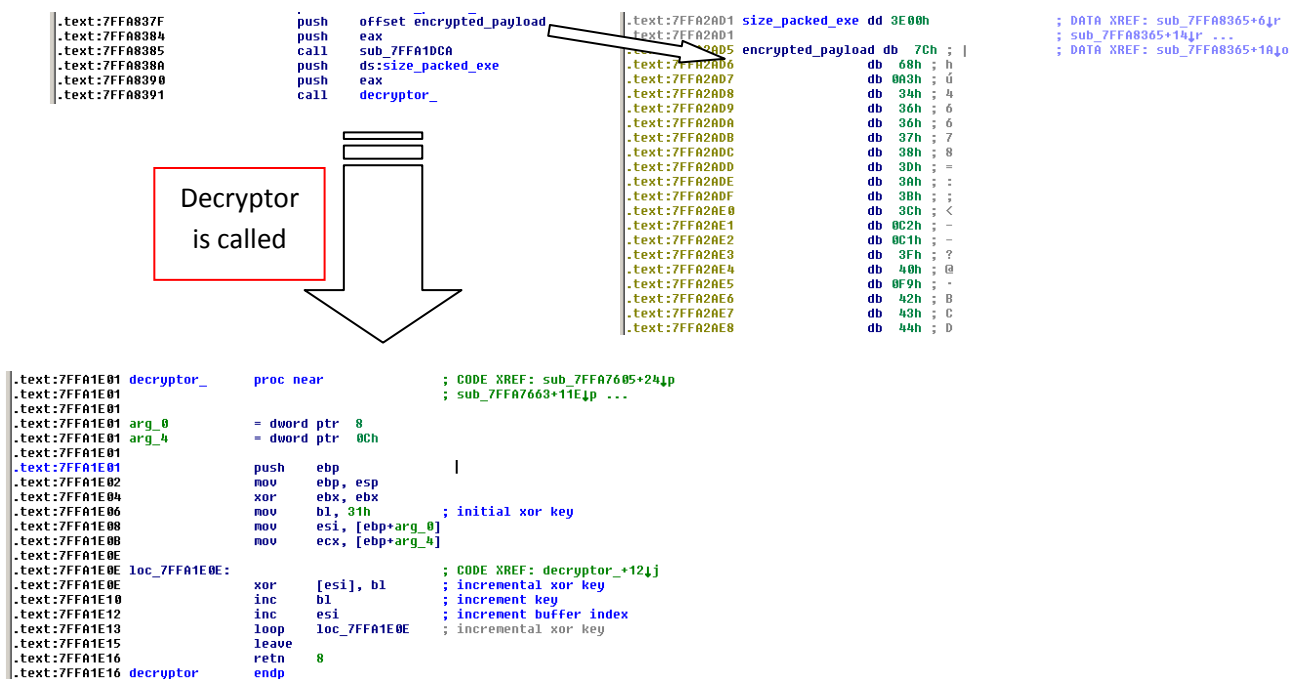 .text:7FFA837F push offset encrypted_payload
.text:7FFA8384 push eax
.text:7FFA8385 call sub_7FFA1DCA
.text:7FFA838A push ds:size_packed_exe
.text:7FFA8390 push eax
.text:7FFA8391 call decryptor_
.text:7FFA2AD1 size_packed_exe dd 3E00h ; DATA XREF: sub_7FFA8365+6↓r
.text:7FFA2AD1 ; sub_7FFA8365+14↓r ...
.text:7FFA2AD5 encrypted_payload db 7Ch ; | ; DATA XREF: sub_7FFA8365+1A↓o
.text:7FFA2AD6 db 68h ; h
.text:7FFA2AD7 db 0A3h ; ú
.text:7FFA2AD8 db 34h ; 4
.text:7FFA2AD9 db 36h ; 6
.text:7FFA2ADA db 36h ; 6
.text:7FFA2ADB db 37h ; 7
.text:7FFA2ADC db 38h ; 8
.text:7FFA2ADD db 3Dh ; =
.text:7FFA2ADE db 3Ah ; :
.text:7FFA2ADF db 3Bh ; ;
.text:7FFA2AE0 db 3Ch ; <
.text:7FFA2AE1 db 0C2h ; -
.text:7FFA2AE2 db 0C1h ; -
.text:7FFA2AE3 db 3Fh ; ?
.text:7FFA2AE4 db 40h ; @
.text:7FFA2AE5 db 0F9h ; ·
.text:7FFA2AE6 db 42h ; B
.text:7FFA2AE7 db 43h ; C
.text:7FFA2AE8 db 44h ; D
Decryptor
is called
.text:7FFA1E01 decryptor_ proc near ; CODE XREF: sub_7FFA7605+24↓p
.text:7FFA1E01 ; sub_7FFA7663+11E↓p ...
.text:7FFA1E01
.text:7FFA1E01 arg_0 = dword ptr 8
.text:7FFA1E01 arg_4 = dword ptr 0Ch
.text:7FFA1E01
.text:7FFA1E01 push ebp
.text:7FFA1E02 mov ebp, esp
.text:7FFA1E04 xor ebx, ebx
.text:7FFA1E06 mov bl, 31h ; initial xor key
.text:7FFA1E08 mov esi, [ebp+arg_0]
.text:7FFA1E0B mov ecx, [ebp+arg_4]
.text:7FFA1E0E
.text:7FFA1E0E loc_7FFA1E0E: ; CODE XREF: decryptor_+12↓j
.text:7FFA1E0E xor [esi], bl ; incremental xor key
.text:7FFA1E10 inc bl ; increment key
.text:7FFA1E12 inc esi ; increment buffer index
.text:7FFA1E13 loop loc_7FFA1E0E ; incremental xor key
.text:7FFA1E15 leave
.text:7FFA1E16 retn 8
.text:7FFA1E16 decryptor endp